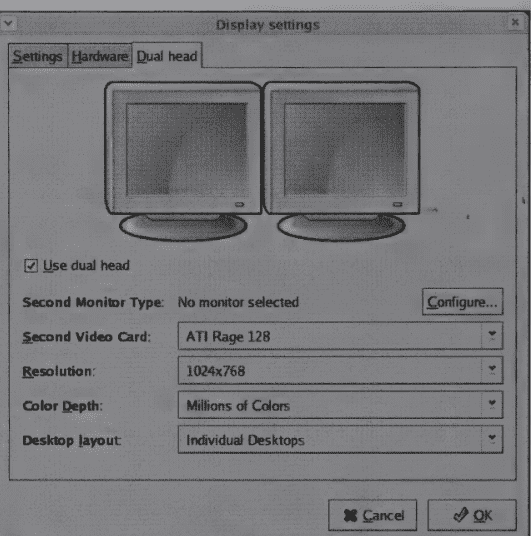 Display settings
Settings Hardware Dual head
Use dual head
Second Monitor Type: No monitor selected Configure...
Second Video Card: ATI Rage 128
Resolution: 1024x768
Color Depth: Millions of Colors
Desktop layout: Individual Desktops
Cancel OK